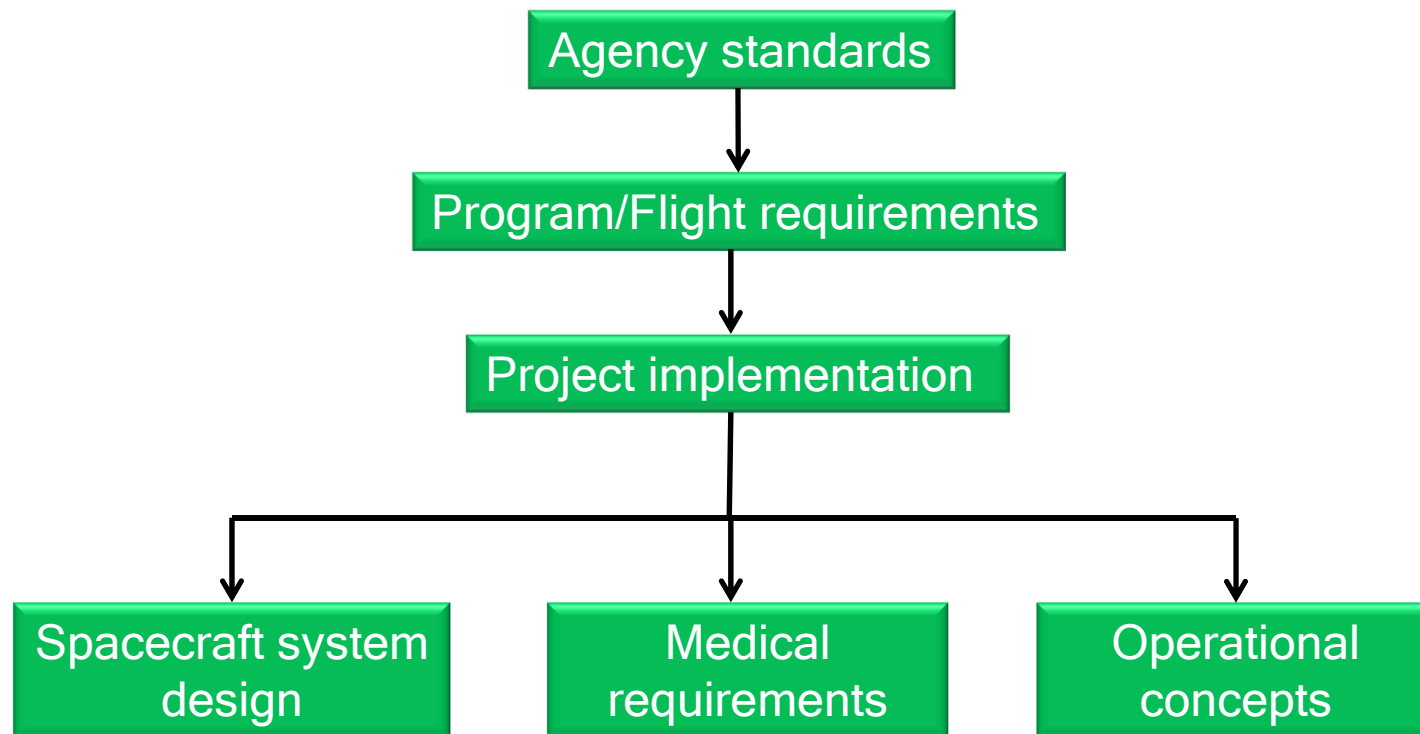 Agency standards
Program/Flight requirements
Project implementation
Spacecraft system
design
Medical
requirements
Operational
concepts